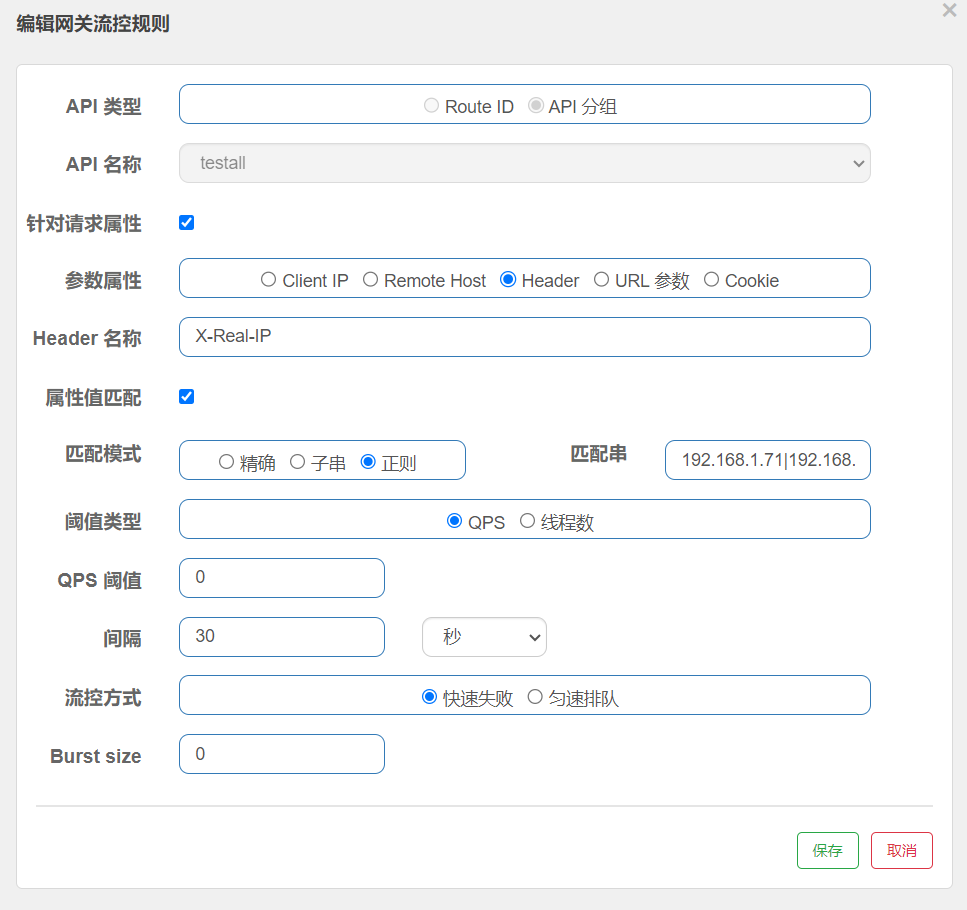 编辑网关流控规则
API 类型 Route ID API 分组
API 名称 testall
针对请求属性
参数属性 Client IP Remote Host Header URL 参数 Cookie
Header 名称 X-Real-IP
属性值匹配
匹配模式 精确 子串 正则 匹配串 192.168.1.71|192.168.
阈值类型 QPS 线程数
QPS 阈值 0
间隔 30 秒
流控方式 快速失败 匀速排队
Burst size 0
保存 取消